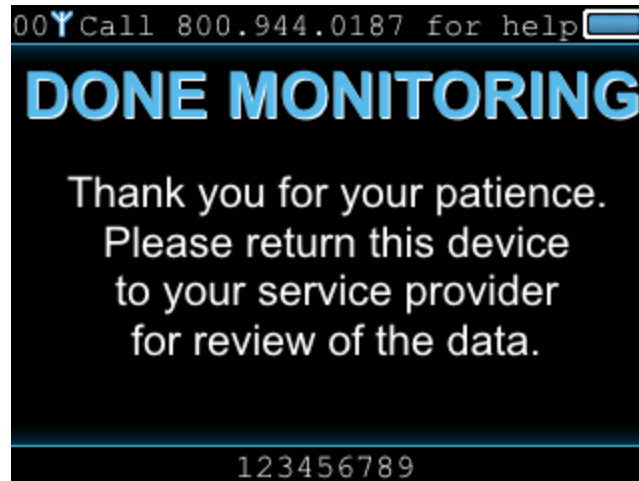 00 Call 800.944.0187 for help
DONE MONITORING
Thank you for your patience.
Please return this device
to your service provider
for review of the data.
123456789